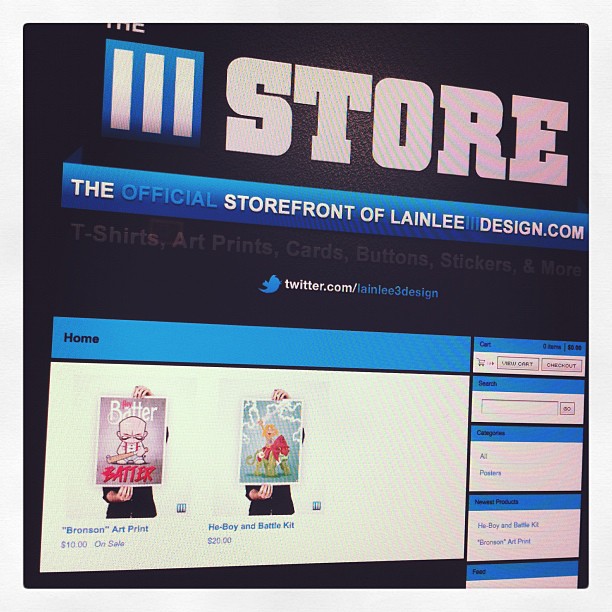 THE
III STORE
THE OFFICIAL STOREFRONT OF LAINLEEIIIDESIGN.COM
T-Shirts, Art Prints, Cards, Buttons, Stickers, & More
twitter.com/lainlee3design
Home
Batter
BATTER
"Bronson" Art Print
$10.00 On Sale
He-Boy and Battle Kit
$20.00
Cart 0 items $0.00
VIEW CART CHECKOUT
Search
GO
Categories
All
Posters
Newest Products
He-Boy and Battle Kit
"Bronson" Art Print
Feed